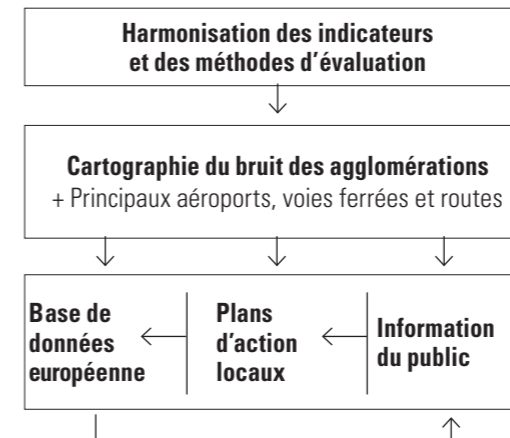 Harmonisation des indicateurs
et des méthodes d'évaluation
Cartographie du bruit des agglomérations
+ Principaux aéroports, voies ferrées et routes
Base de
données
européenne
Plans
d'action
locaux
Information
du public